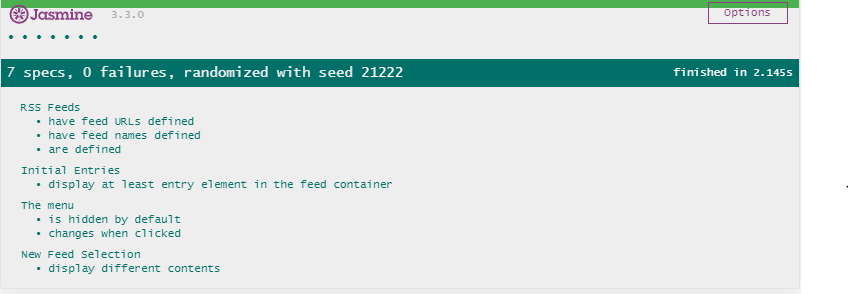 Jasmine 3.3.0 Options
• • • • • • •
7 specs, 0 failures, randomized with seed 21222 finished in 2.145s
RSS Feeds
• have feed URLs defined
• have feed names defined
• are defined
Initial Entries
• display at least entry element in the feed container
The menu
• is hidden by default
• changes when clicked
New Feed Selection
• display different contents